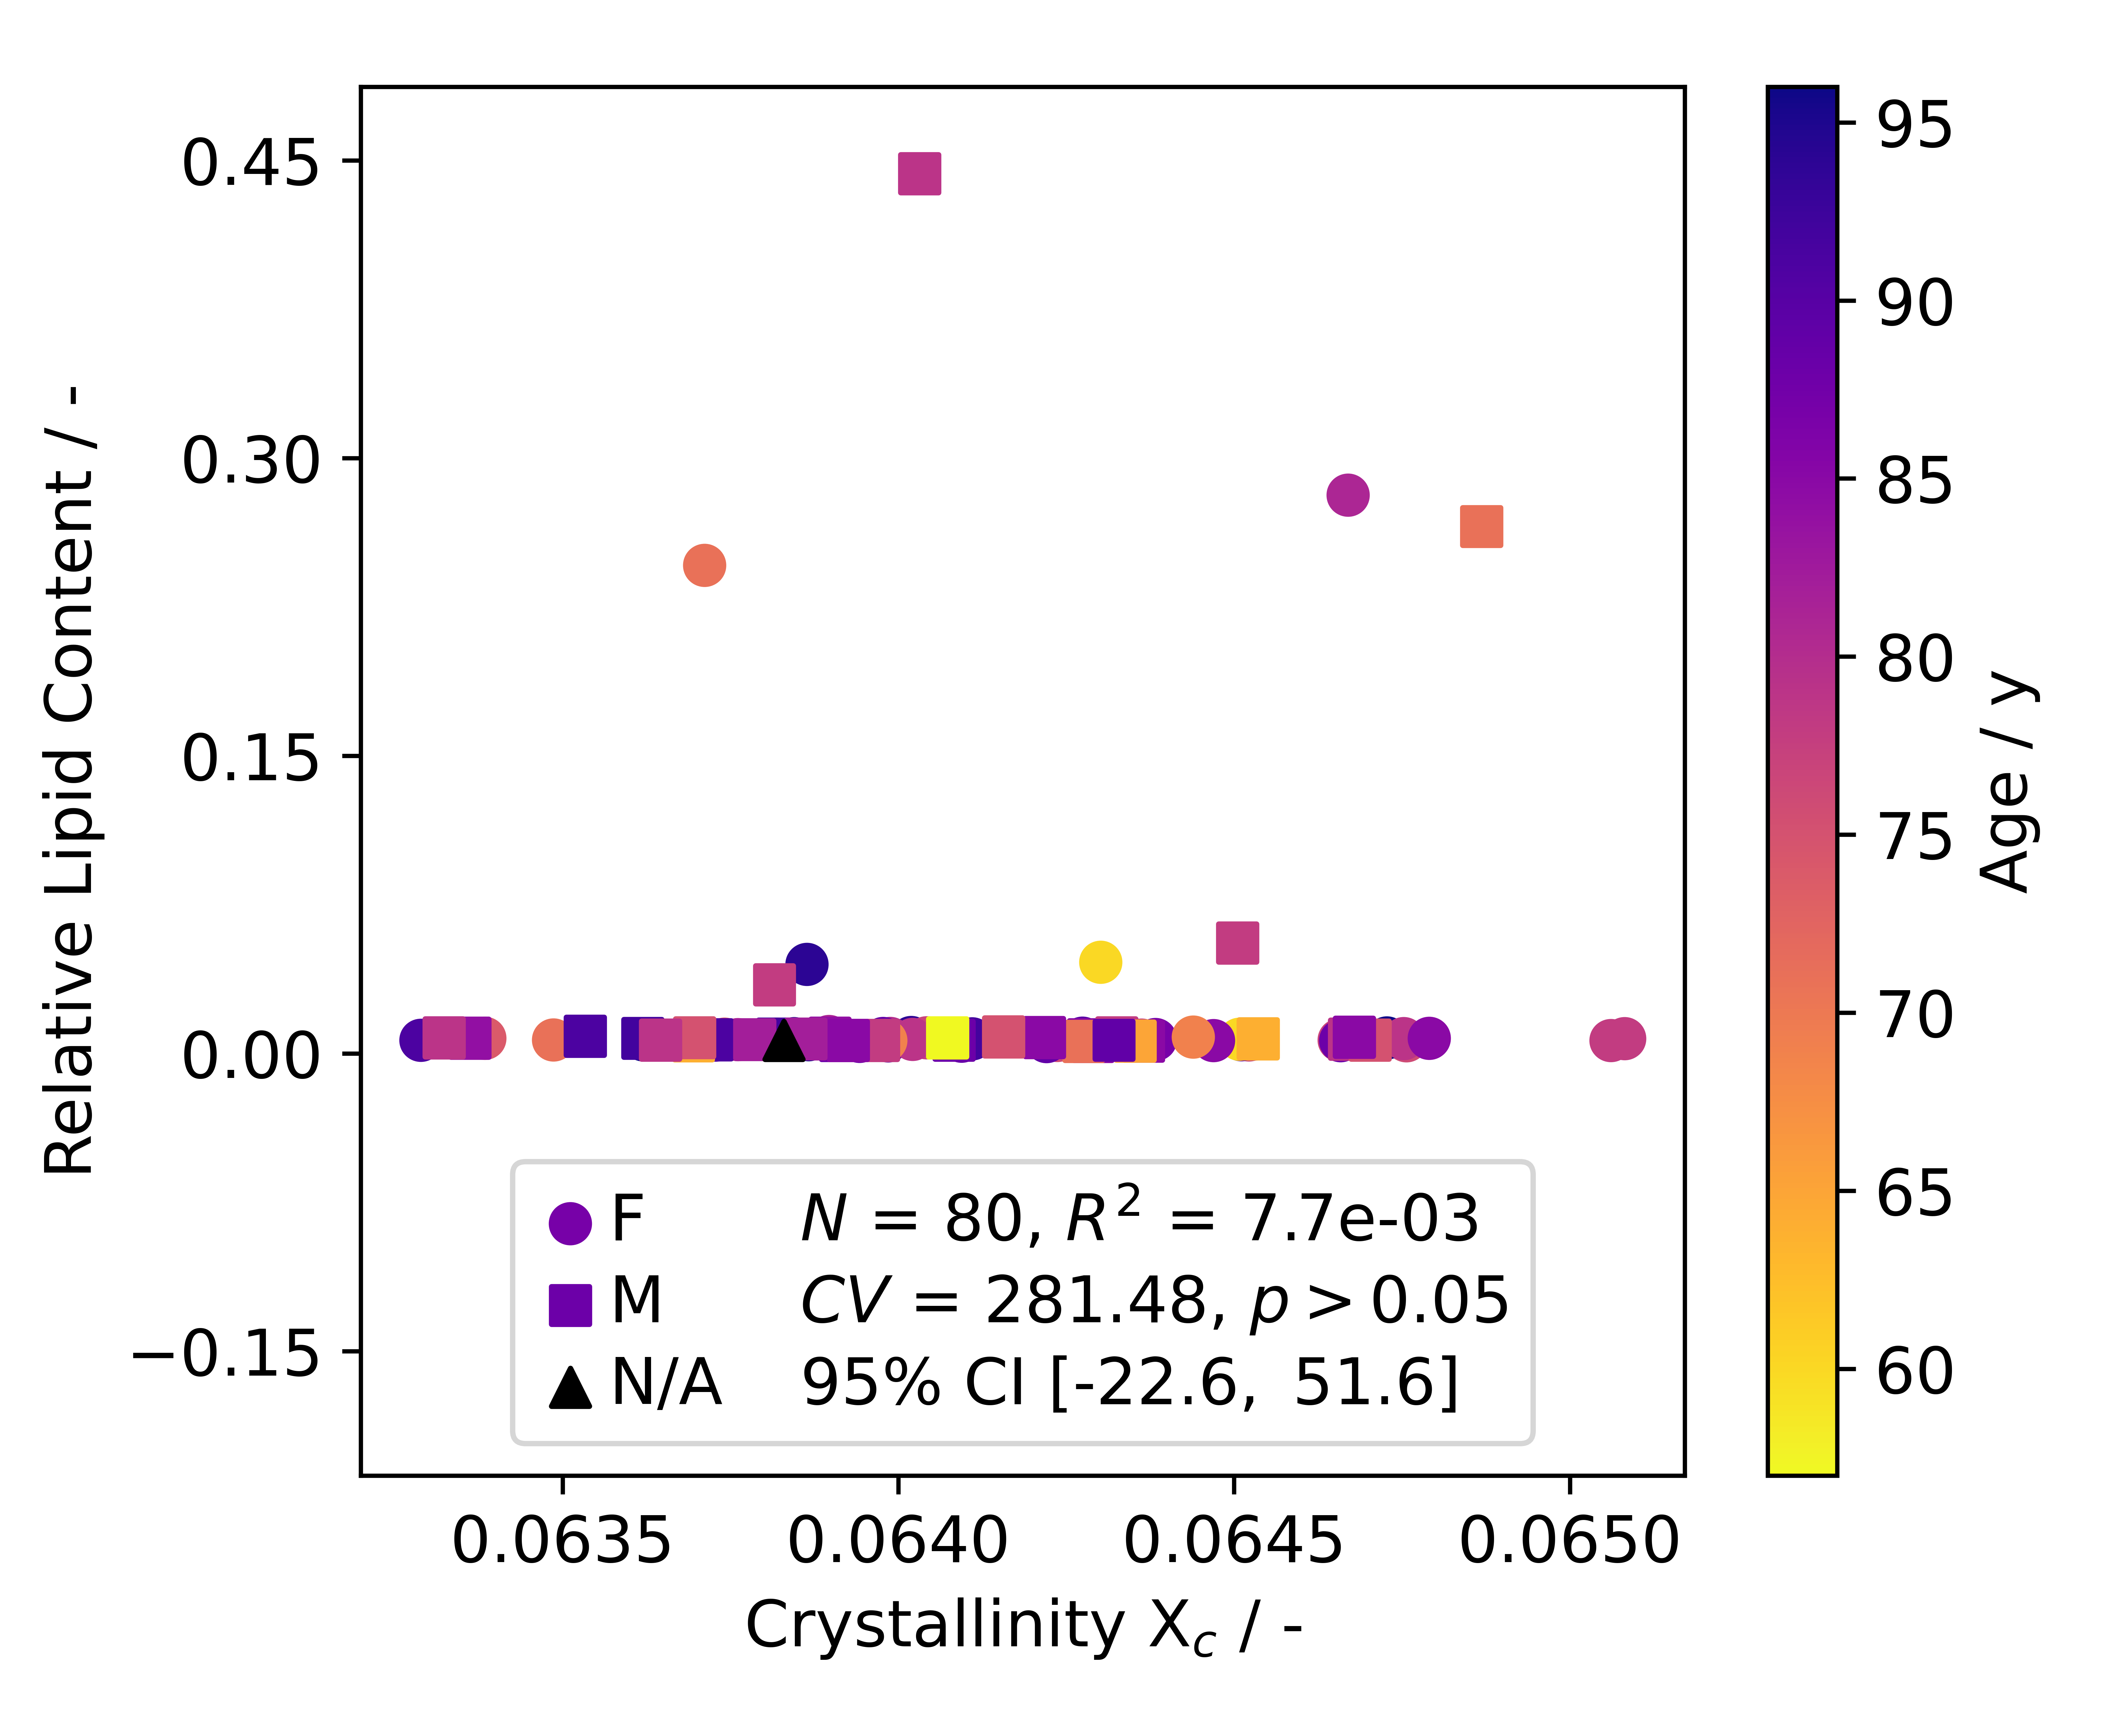 0.45
0.30
0.15
0.00
−0.15
Relative Lipid Content / -
0.0635
0.0640
0.0645
0.0650
Crystallinity X_c / -
F
M
N/A
N = 80, R² = 7.7e-03
CV = 281.48, p > 0.05
95% CI [-22.6, 51.6]
95
90
85
80
75
70
65
60
Age / y